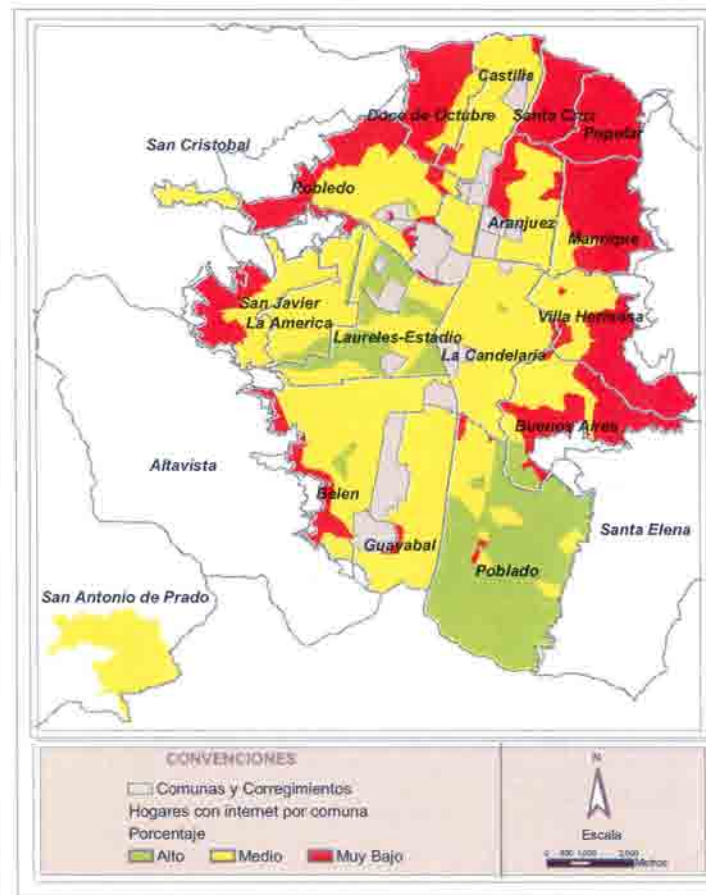 Castilla
Doce de Octubre
Santa Cruz
Popular
San Cristobal
Robledo
Aranjuez
Manrique
San Javier
La America
Villa Hermosa
Laureles-Estadio
La Candelaria
Buenos Aires
Altavista
Belen
Santa Elena
Guayabal
Poblado
San Antonio de Prado
CONVENCIONES
Comunas y Corregimientos
Hogares con internet por comuna
Porcentaje
Alto Medio Muy Bajo
N
Escala
Metros